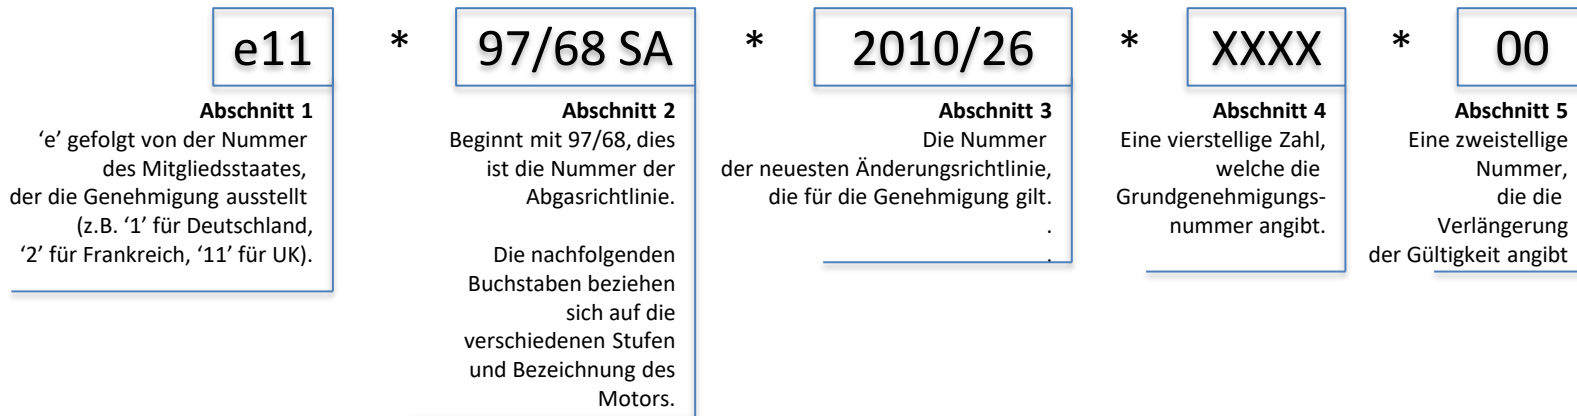 e11 * 97/68 SA * 2010/26 * XXXX * 00
Abschnitt 1
‘e’ gefolgt von der Nummer
des Mitgliedsstaates,
der die Genehmigung ausstellt
(z.B. ‘1’ für Deutschland,
‘2’ für Frankreich, ‘11’ für UK).
Abschnitt 2
Beginnt mit 97/68, dies
ist die Nummer der
Abgasrichtlinie.
Die nachfolgenden
Buchstaben beziehen
sich auf die
verschiedenen Stufen
und Bezeichnung des
Motors.
Abschnitt 3
Die Nummer
der neuesten Änderungsrichtlinie,
die für die Genehmigung gilt.
.
.
Abschnitt 4
Eine vierstellige Zahl,
welche die
Grundgenehmigungs-
nummer angibt.
Abschnitt 5
Eine zweistellige
Nummer,
die die
Verlängerung
der Gültigkeit angibt